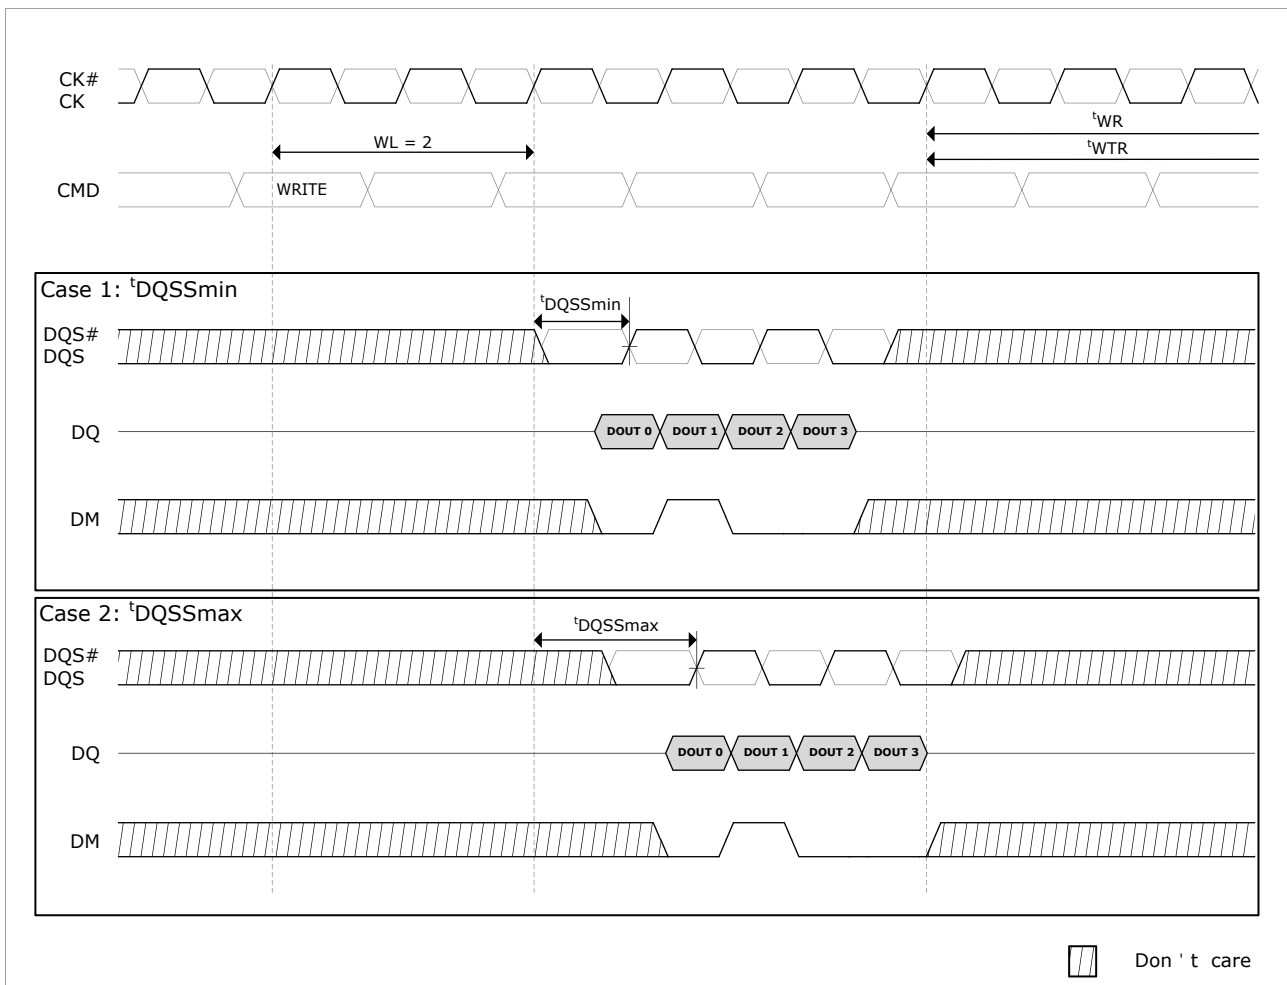 CK#
CK
tWR
WL = 2
tWTR
CMD
WRITE
Case 1: tDQSSmin
tDQSSmin
DQS#
DQS
DQ
DOUT 0
DOUT 1
DOUT 2
DOUT 3
DM
Case 2: tDQSSmax
tDQSSmax
DQS#
DQS
DQ
DOUT 0
DOUT 1
DOUT 2
DOUT 3
DM
Don ' t care